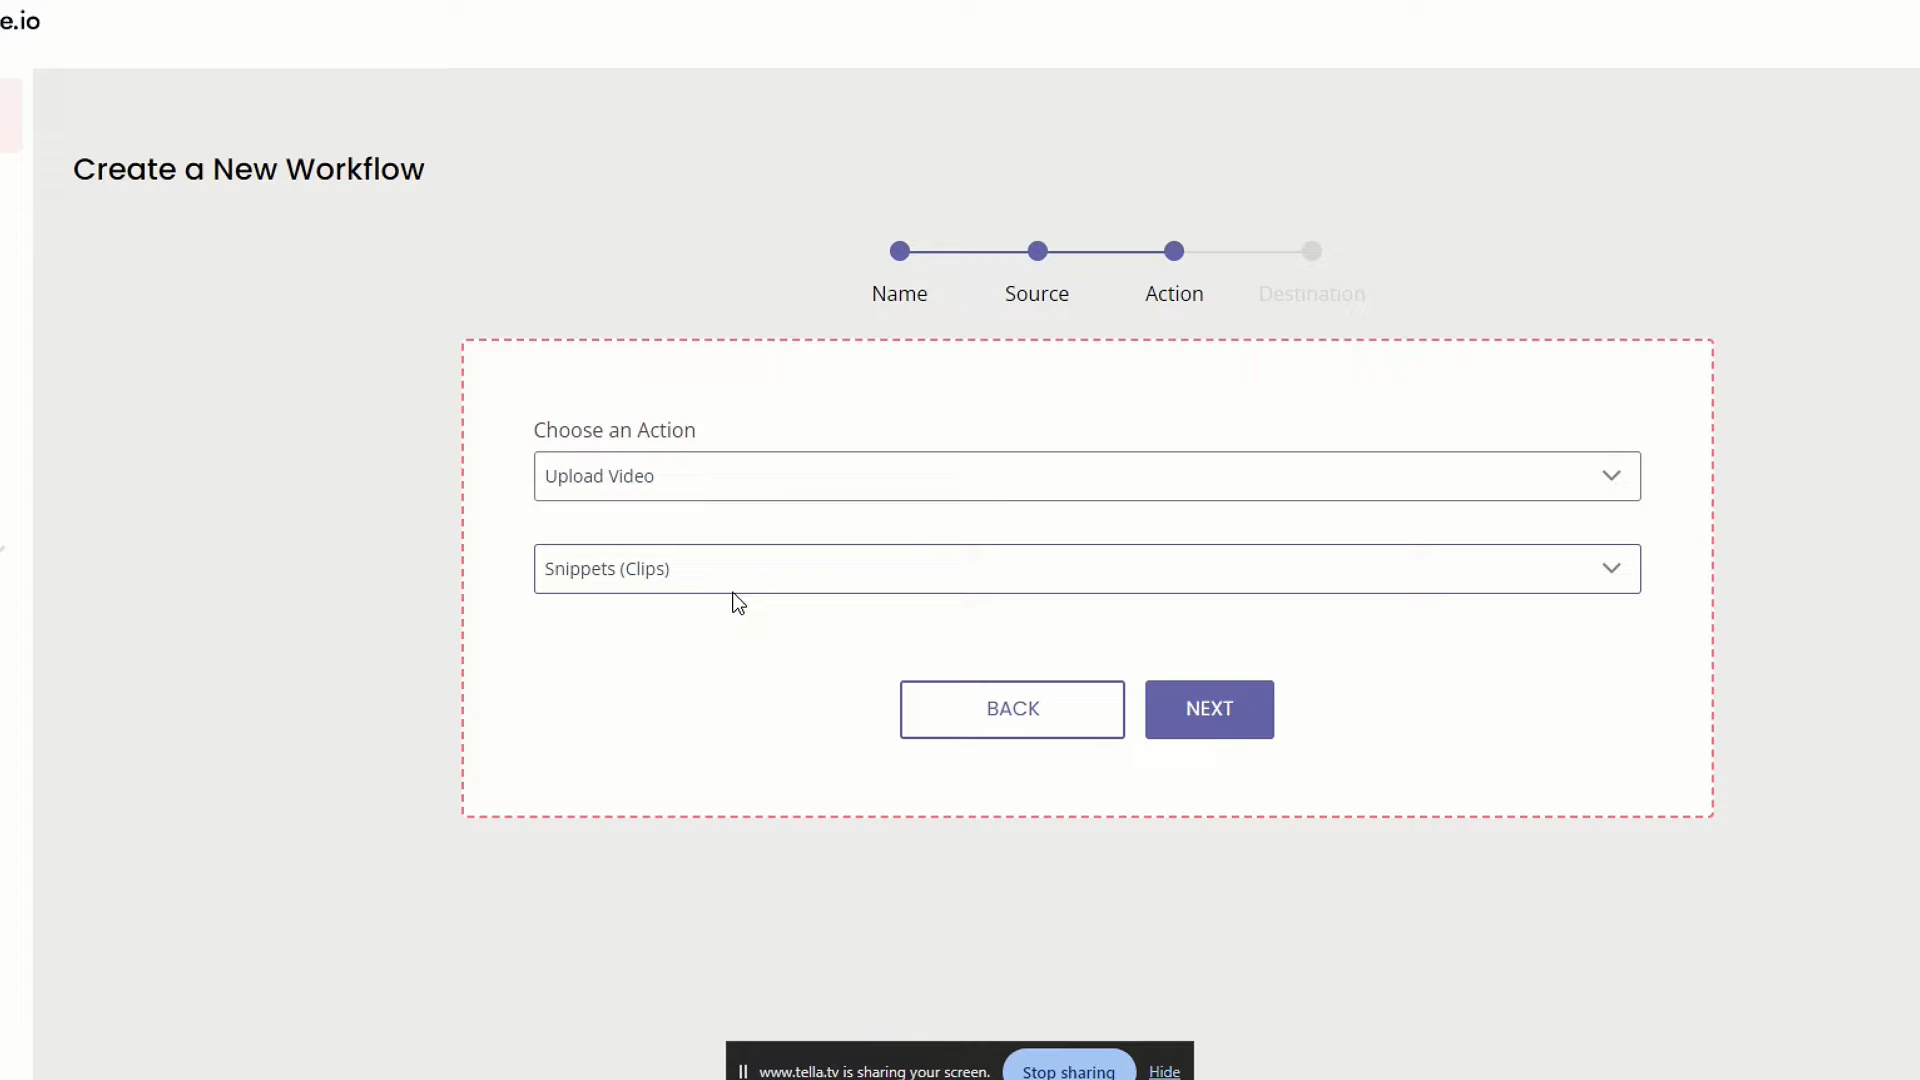 e.io
Create a New Workflow
Name Source Action Destination
Choose an Action
Upload Video
Snippets (Clips)
BACK NEXT
www.tella.tv is sharing your screen. Stop sharing Hide